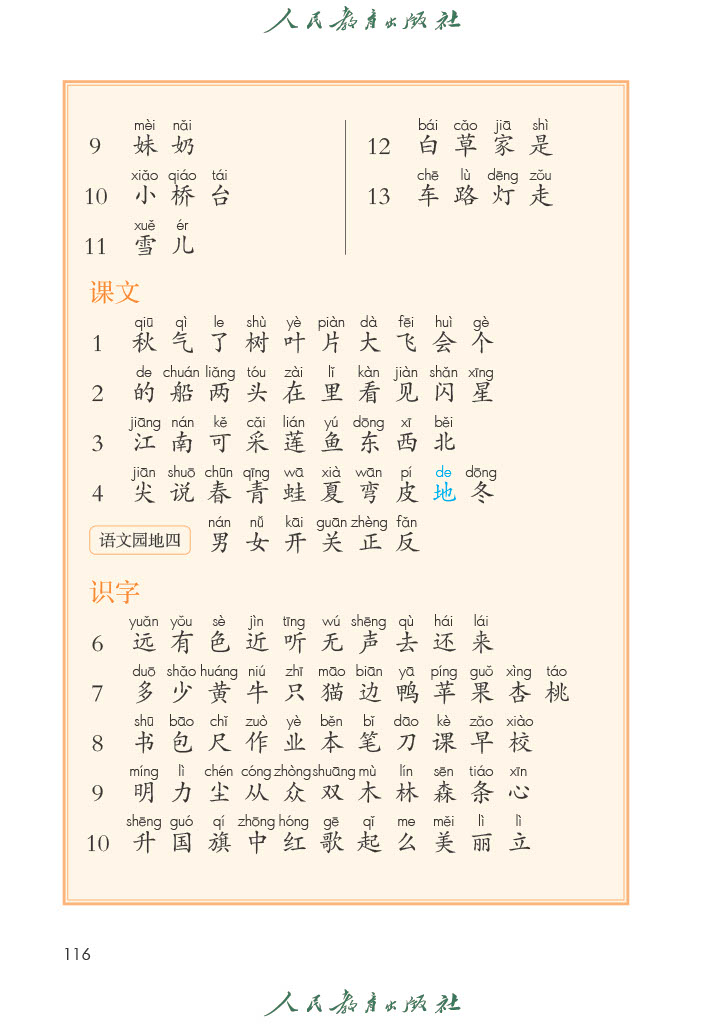 人民教育出版社
mèi nǎi
9 妹 奶
xiǎo qiáo tái
10 小 桥 台
xuě ér
11 雪 儿
bái cǎo jiā shì
12 白 草 家 是
chē lù dēng zǒu
13 车 路 灯 走
课文
qiū qì le shù yè piàn dà fēi huì gè
1 秋 气 了 树 叶 片 大 飞 会 个
de chuán liǎng tóu zài lǐ kàn jiàn shǎn xīng
2 的 船 两 头 在 里 看 见 闪 星
jiāng nán kě cǎi lián yú dōng xī běi
3 江 南 可 采 莲 鱼 东 西 北
jiān shuō chūn qīng wā xià wān pí de dōng
4 尖 说 春 青 蛙 夏 弯 皮 地 冬
nán nǚ kāi guān zhèng fǎn
语文园地四 男 女 开 关 正 反
识字
yuǎn yǒu sè jìn tīng wú shēng qù hái lái
6 远 有 色 近 听 无 声 去 还 来
duō shǎo huáng niú zhī māo biān yā píng guǒ xìng táo
7 多 少 黄 牛 只 猫 边 鸭 苹 果 杏 桃
shū bāo chǐ zuò yè běn bǐ dāo kè zǎo xiào
8 书 包 尺 作 业 本 笔 刀 课 早 校
míng lì chén cóng zhòng shuāng mù lín sēn tiáo xīn
9 明 力 尘 从 众 双 木 林 森 条 心
shēng guó qí zhōng hóng gē qǐ me měi lì lì
10 升 国 旗 中 红 歌 起 么 美 丽 立
116
人民教育出版社